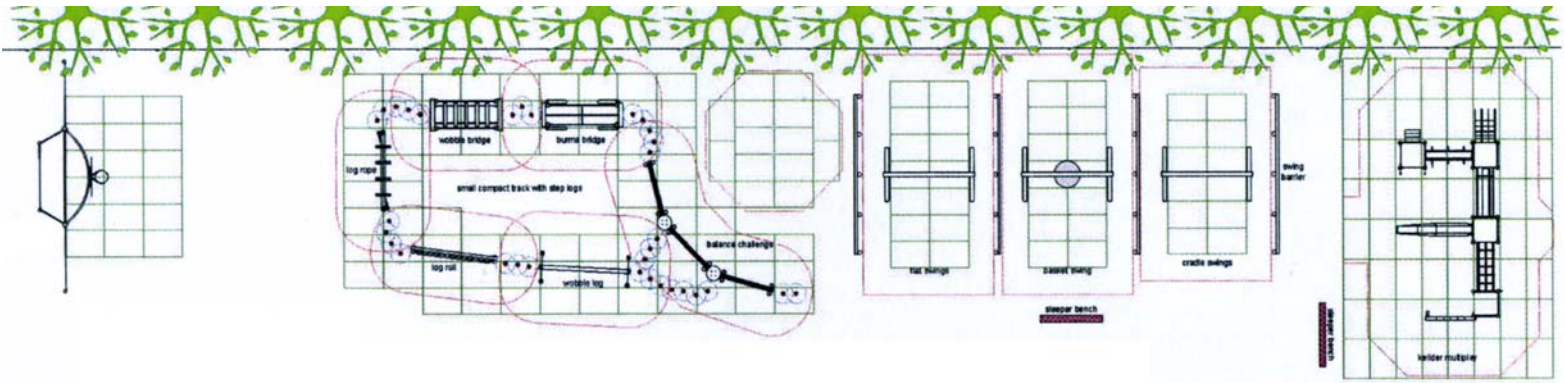 wobble bridge
burma bridge
log rope
small compact track with step logs
balance challenge
log roll
wobble log
flat swings
basket swing
cradle swings
swing
barrier
sleeper bench
sleeper bench
keilder multiplay